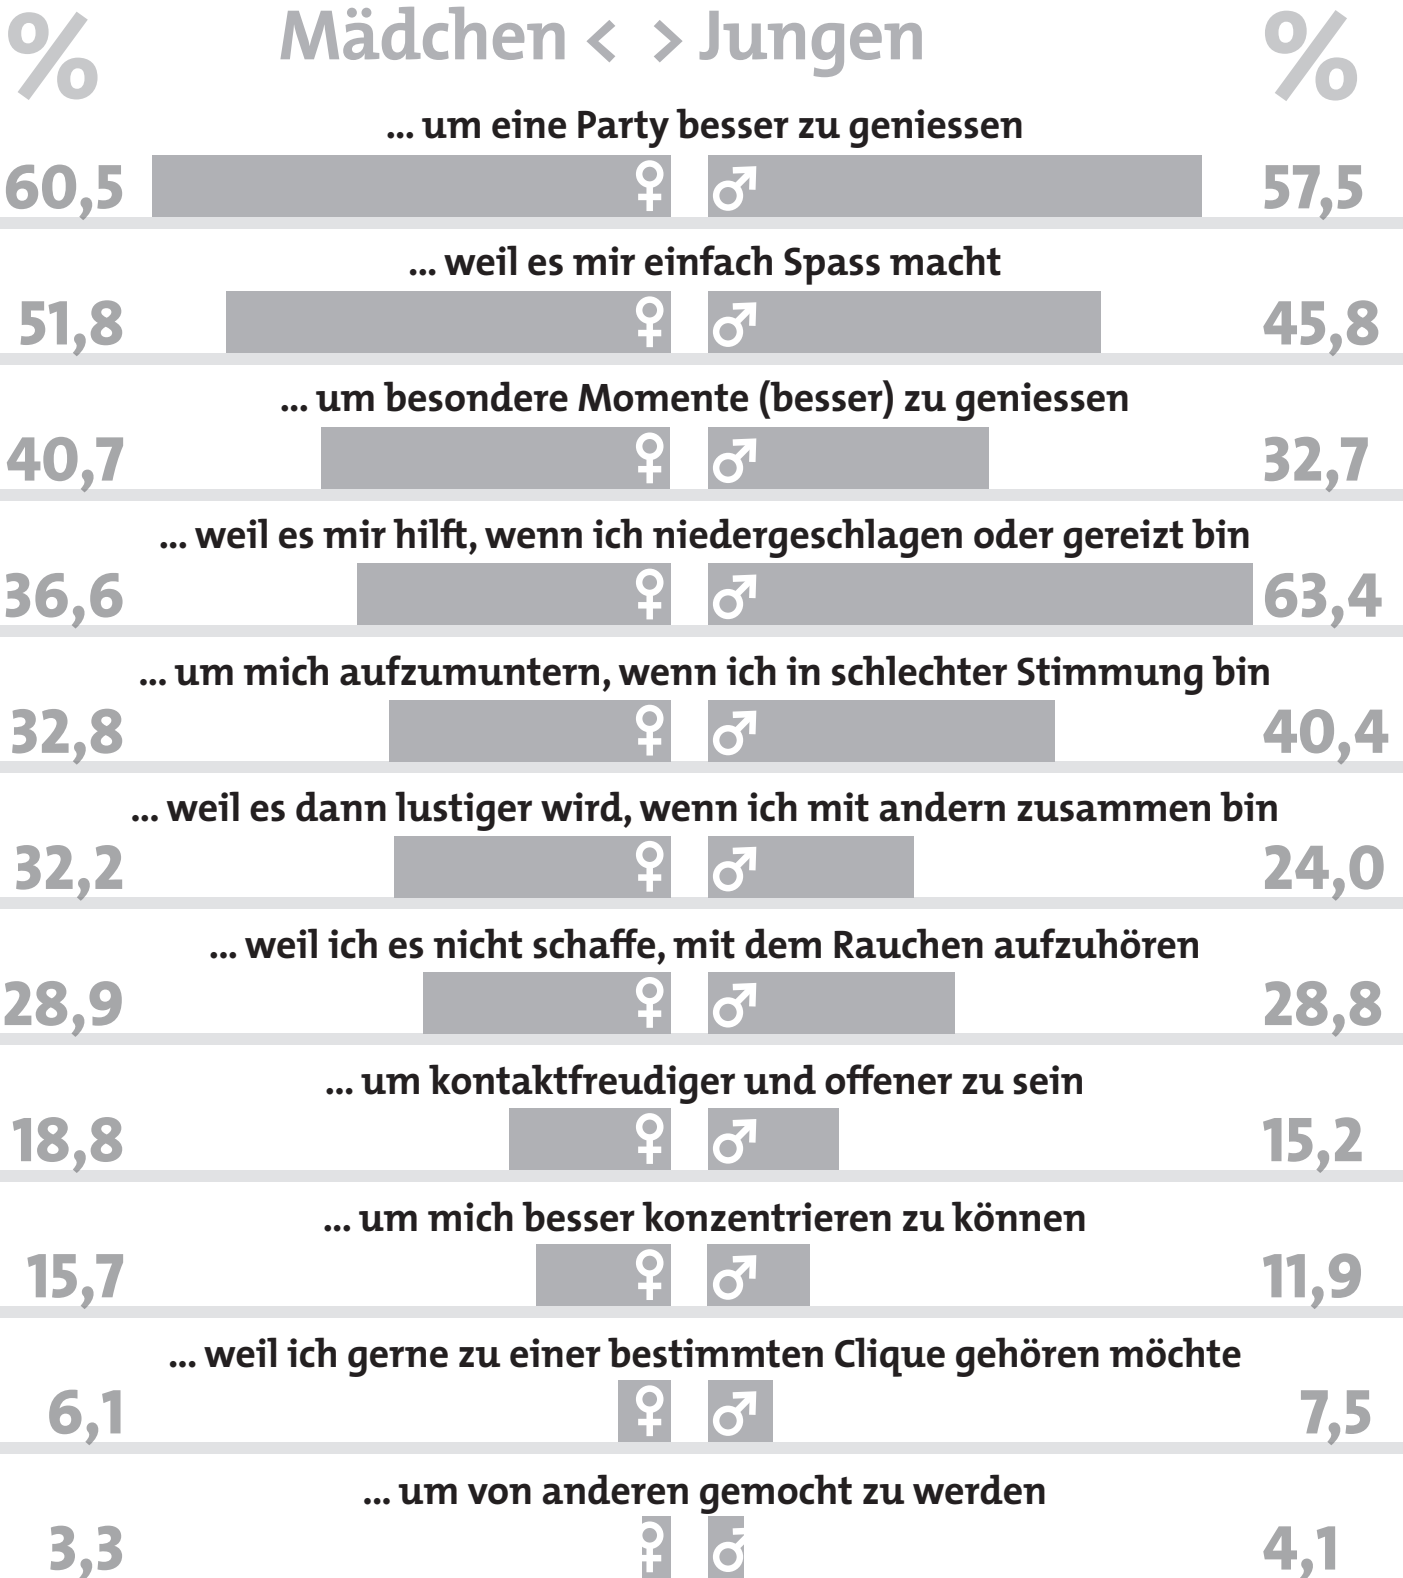 % Mädchen < > Jungen %
... um eine Party besser zu geniessen
60,5 ♀ ♂ 57,5
... weil es mir einfach Spass macht
51,8 ♀ ♂ 45,8
... um besondere Momente (besser) zu geniessen
40,7 ♀ ♂ 32,7
... weil es mir hilft, wenn ich niedergeschlagen oder gereizt bin
36,6 ♀ ♂ 63,4
... um mich aufzumuntern, wenn ich in schlechter Stimmung bin
32,8 ♀ ♂ 40,4
... weil es dann lustiger wird, wenn ich mit andern zusammen bin
32,2 ♀ ♂ 24,0
... weil ich es nicht schaffe, mit dem Rauchen aufzuhören
28,9 ♀ ♂ 28,8
... um kontaktfreudiger und offener zu sein
18,8 ♀ ♂ 15,2
... um mich besser konzentrieren zu können
15,7 ♀ ♂ 11,9
... weil ich gerne zu einer bestimmten Clique gehören möchte
6,1 ♀ ♂ 7,5
... um von anderen gemocht zu werden
3,3 ♀ ♂ 4,1